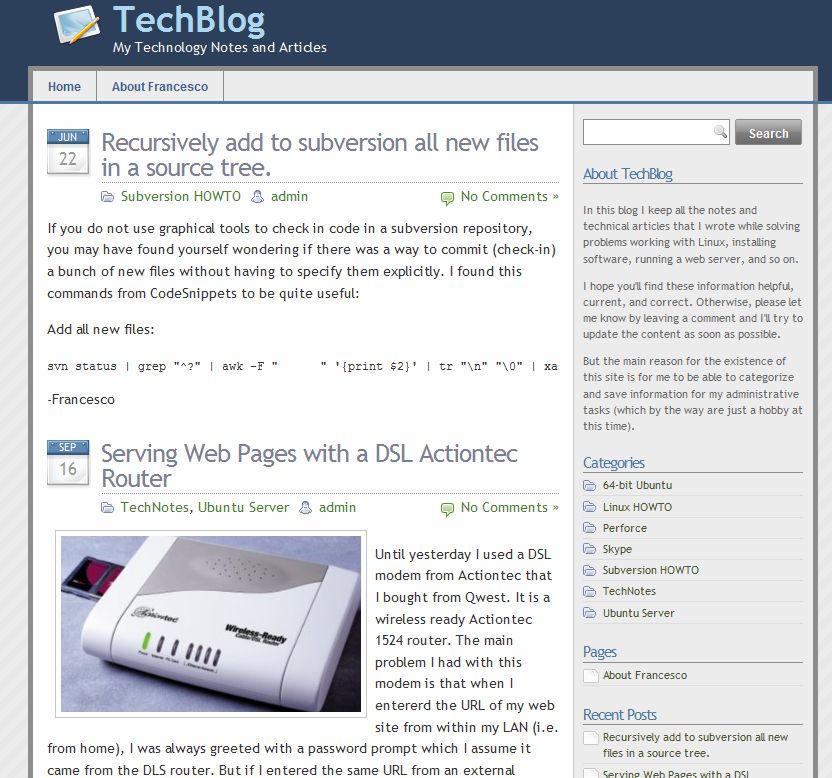 TechBlog
My Technology Notes and Articles
Home
About Francesco
JUN
22
Recursively add to subversion all new files
in a source tree.
Subversion HOWTO admin No Comments »
If you do not use graphical tools to check in code in a subversion repository,
you may have found yourself wondering if there was a way to commit (check-in)
a bunch of new files without having to specify them explicitly. I found this
commands from CodeSnippets to be quite useful:
Add all new files:
svn status | grep "^?" | awk -F "      " '{print $2}' | tr "\n" "\0" | xa
-Francesco
SEP
16
Serving Web Pages with a DSL Actiontec
Router
TechNotes, Ubuntu Server admin No Comments »
Actiontec
Wireless-Ready
Cable/DSL Router
Until yesterday I used a DSL
modem from Actiontec that
I bought from Qwest. It is a
wireless ready Actiontec
1524 router. The main
problem I had with this
modem is that when I
entererd the URL of my web
site from within my LAN (i.e.
from home), I was always greeted with a password prompt which I assume it
came from the DLS router. But if I entered the same URL from an external
Search
About TechBlog
In this blog I keep all the notes and
technical articles that I wrote while solving
problems working with Linux, installing
software, running a web server, and so on.
I hope you'll find these information helpful,
current, and correct. Otherwise, please let
me know by leaving a comment and I'll try to
update the content as soon as possible.
But the main reason for the existence of
this site is for me to be able to categorize
and save information for my administrative
tasks (which by the way are just a hobby at
this time).
Categories
64-bit Ubuntu
Linux HOWTO
Perforce
Skype
Subversion HOWTO
TechNotes
Ubuntu Server
Pages
About Francesco
Recent Posts
Recursively add to subversion all new
files in a source tree.
Serving Web Pages with a DSL